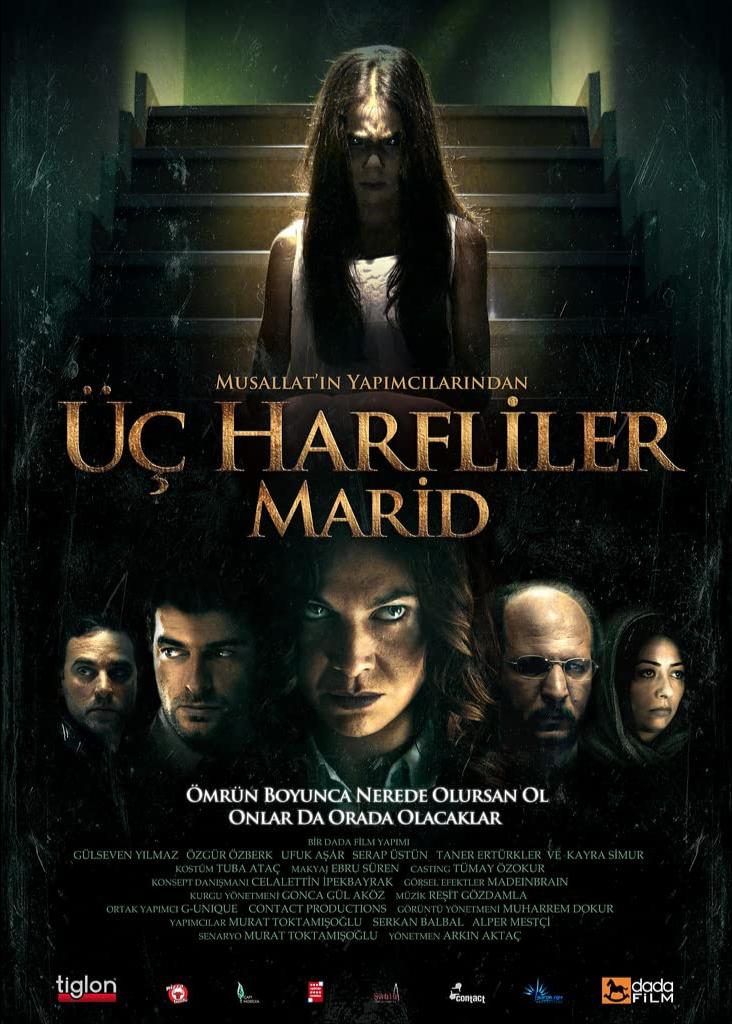 MUSALLAT'IN YAPIMCILARINDAN
ÜÇ HARFLİLER
MARİD
ÖMRÜN BOYUNCA NEREDE OLURSAN OL
ONLAR DA ORADA OLACAKLAR
BİR DADA FİLM YAPIMI
GÜLSEVEN YILMAZ ÖZGÜR ÖZBERK UFUK AŞAR SERAP ÜSTÜN TANER ERTÜRKLER VE KAYRA SİMUR
KOSTÜM TUBA ATAÇ MAKYAJ EBRU SÜREN CASTING TÜMAY ÖZOKUR
KONSEPT DANIŞMANI CELALETTİN İPEKBAYRAK GÖRSEL EFEKTLER MADEINBRAIN
KURGU YÖNETMENİ GONCA GÜL AKÖZ MÜZİK REŞİT GÖZDAMLA
ORTAK YAPIMCI G-UNIQUE CONTACT PRODUCTIONS GÖRÜNTÜ YÖNETMENİ MUHARREM DOKUR
YAPIMCILAR MURAT TOKTAMIŞOĞLU SERKAN BALBAL ALPER MESTÇİ
SENARYO MURAT TOKTAMIŞOĞLU YÖNETMEN ARKIN AKTAÇ
tiglon contact dada FİLM